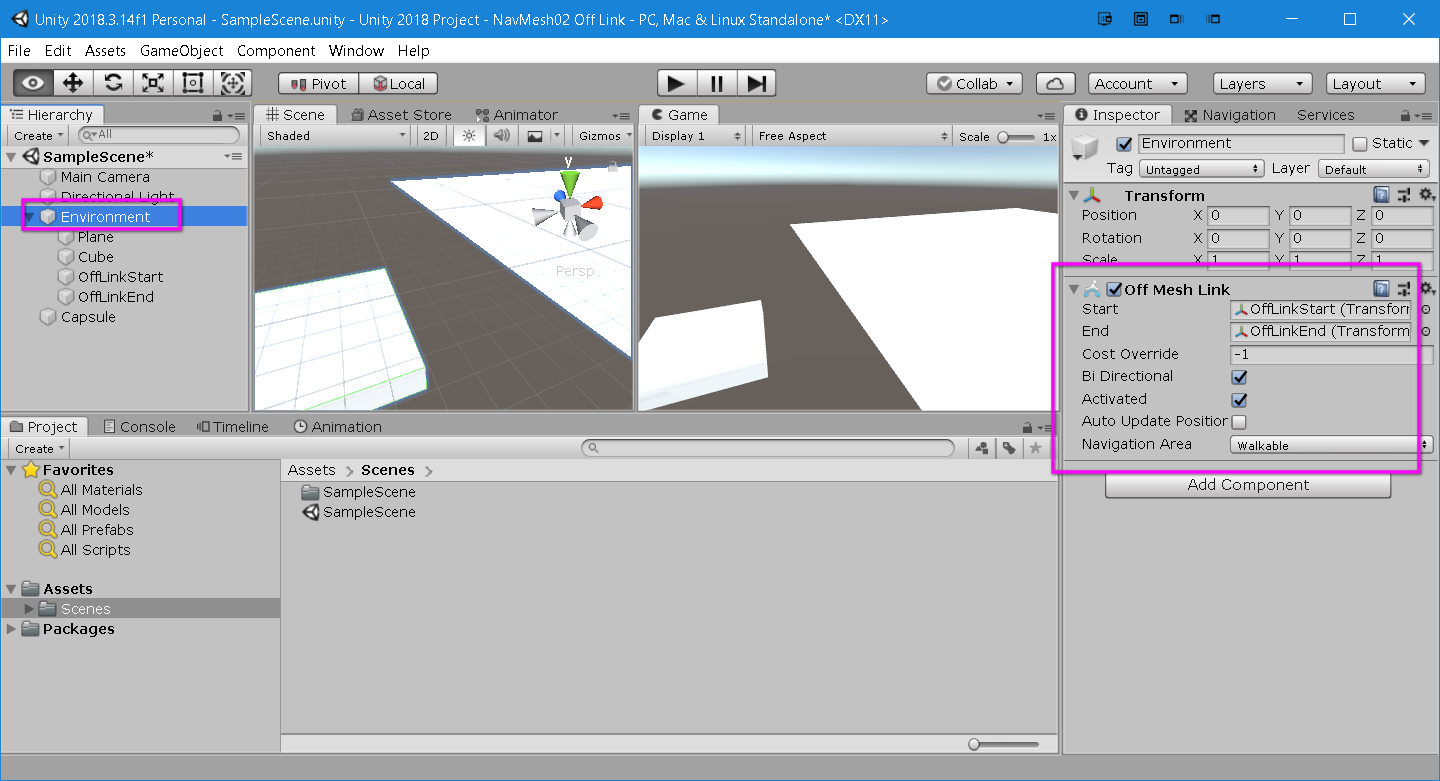 Unity 2018.3.14f1 Personal - SampleScene.unity - Unity 2018 Project - NavMesh02 Off Link - PC, Mac & Linux Standalone* <DX11>
File Edit Assets GameObject Component Window Help
Pivot Local Collab Account Layers Layout
Hierarchy
Create All
SampleScene*
Main Camera
Directional Light
Environment
Plane
Cube
OffLinkStart
OffLinkEnd
Capsule
Scene Asset Store Animator
Shaded 2D Gizmos
y
Persp
Game
Display 1 Free Aspect Scale 1x
Inspector Navigation Services
Environment Static
Tag Untagged Layer Default
Transform
Position X 0 Y 0 Z 0
Rotation X 0 Y 0 Z 0
Scale X 1 Y 1 Z 1
Off Mesh Link
Start OffLinkStart (Transform
End OffLinkEnd (Transform
Cost Override -1
Bi Directional
Activated
Auto Update Position
Navigation Area Walkable
Add Component
Project Console Timeline Animation
Create
Favorites
All Materials
All Models
All Prefabs
All Scripts
Assets
Scenes
Packages
Assets Scenes
SampleScene
SampleScene